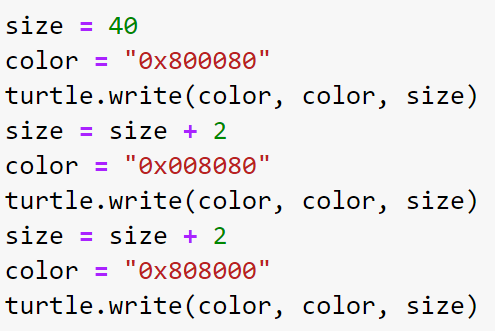 size = 40
color = "0x800080"
turtle.write(color, color, size)
size = size + 2
color = "0x008080"
turtle.write(color, color, size)
size = size + 2
color = "0x808000"
turtle.write(color, color, size)